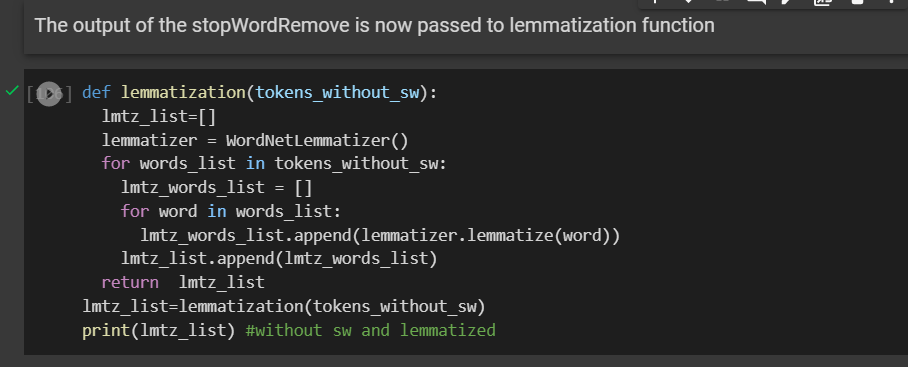 The output of the stopWordRemove is now passed to lemmatization function
def lemmatization(tokens_without_sw):
  lmtz_list=[]
  lemmatizer = WordNetLemmatizer()
  for words_list in tokens_without_sw:
    lmtz_words_list = []
    for word in words_list:
      lmtz_words_list.append(lemmatizer.lemmatize(word))
    lmtz_list.append(lmtz_words_list)
  return  lmtz_list
lmtz_list=lemmatization(tokens_without_sw)
print(lmtz_list) #without sw and lemmatized